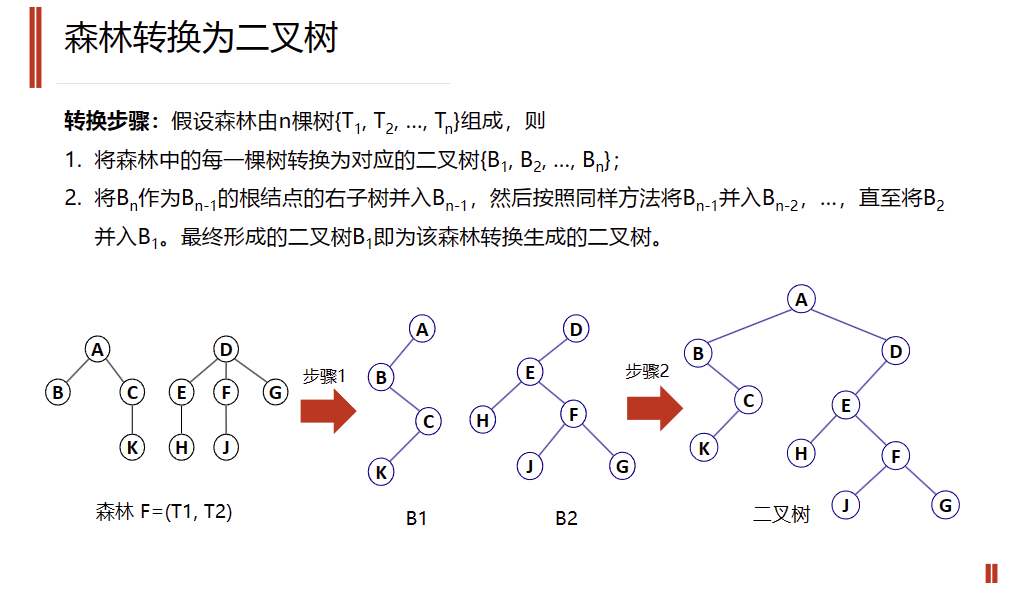 森林转换为二叉树
转换步骤：假设森林由n棵树{T1, T2, …, Tn}组成，则
1. 将森林中的每一棵树转换为对应的二叉树{B1, B2, …, Bn}；
2. 将Bn作为Bn-1的根结点的右子树并入Bn-1，然后按照同样方法将Bn-1并入Bn-2，…，直至将B2
并入B1。最终形成的二叉树B1即为该森林转换生成的二叉树。
A
B C
K
D
E F G
H J
森林 F=(T1, T2)
步骤1
A
B
C
K
B1
D
E
H F
J G
B2
步骤2
A
B D
C E
K H F
J G
二叉树